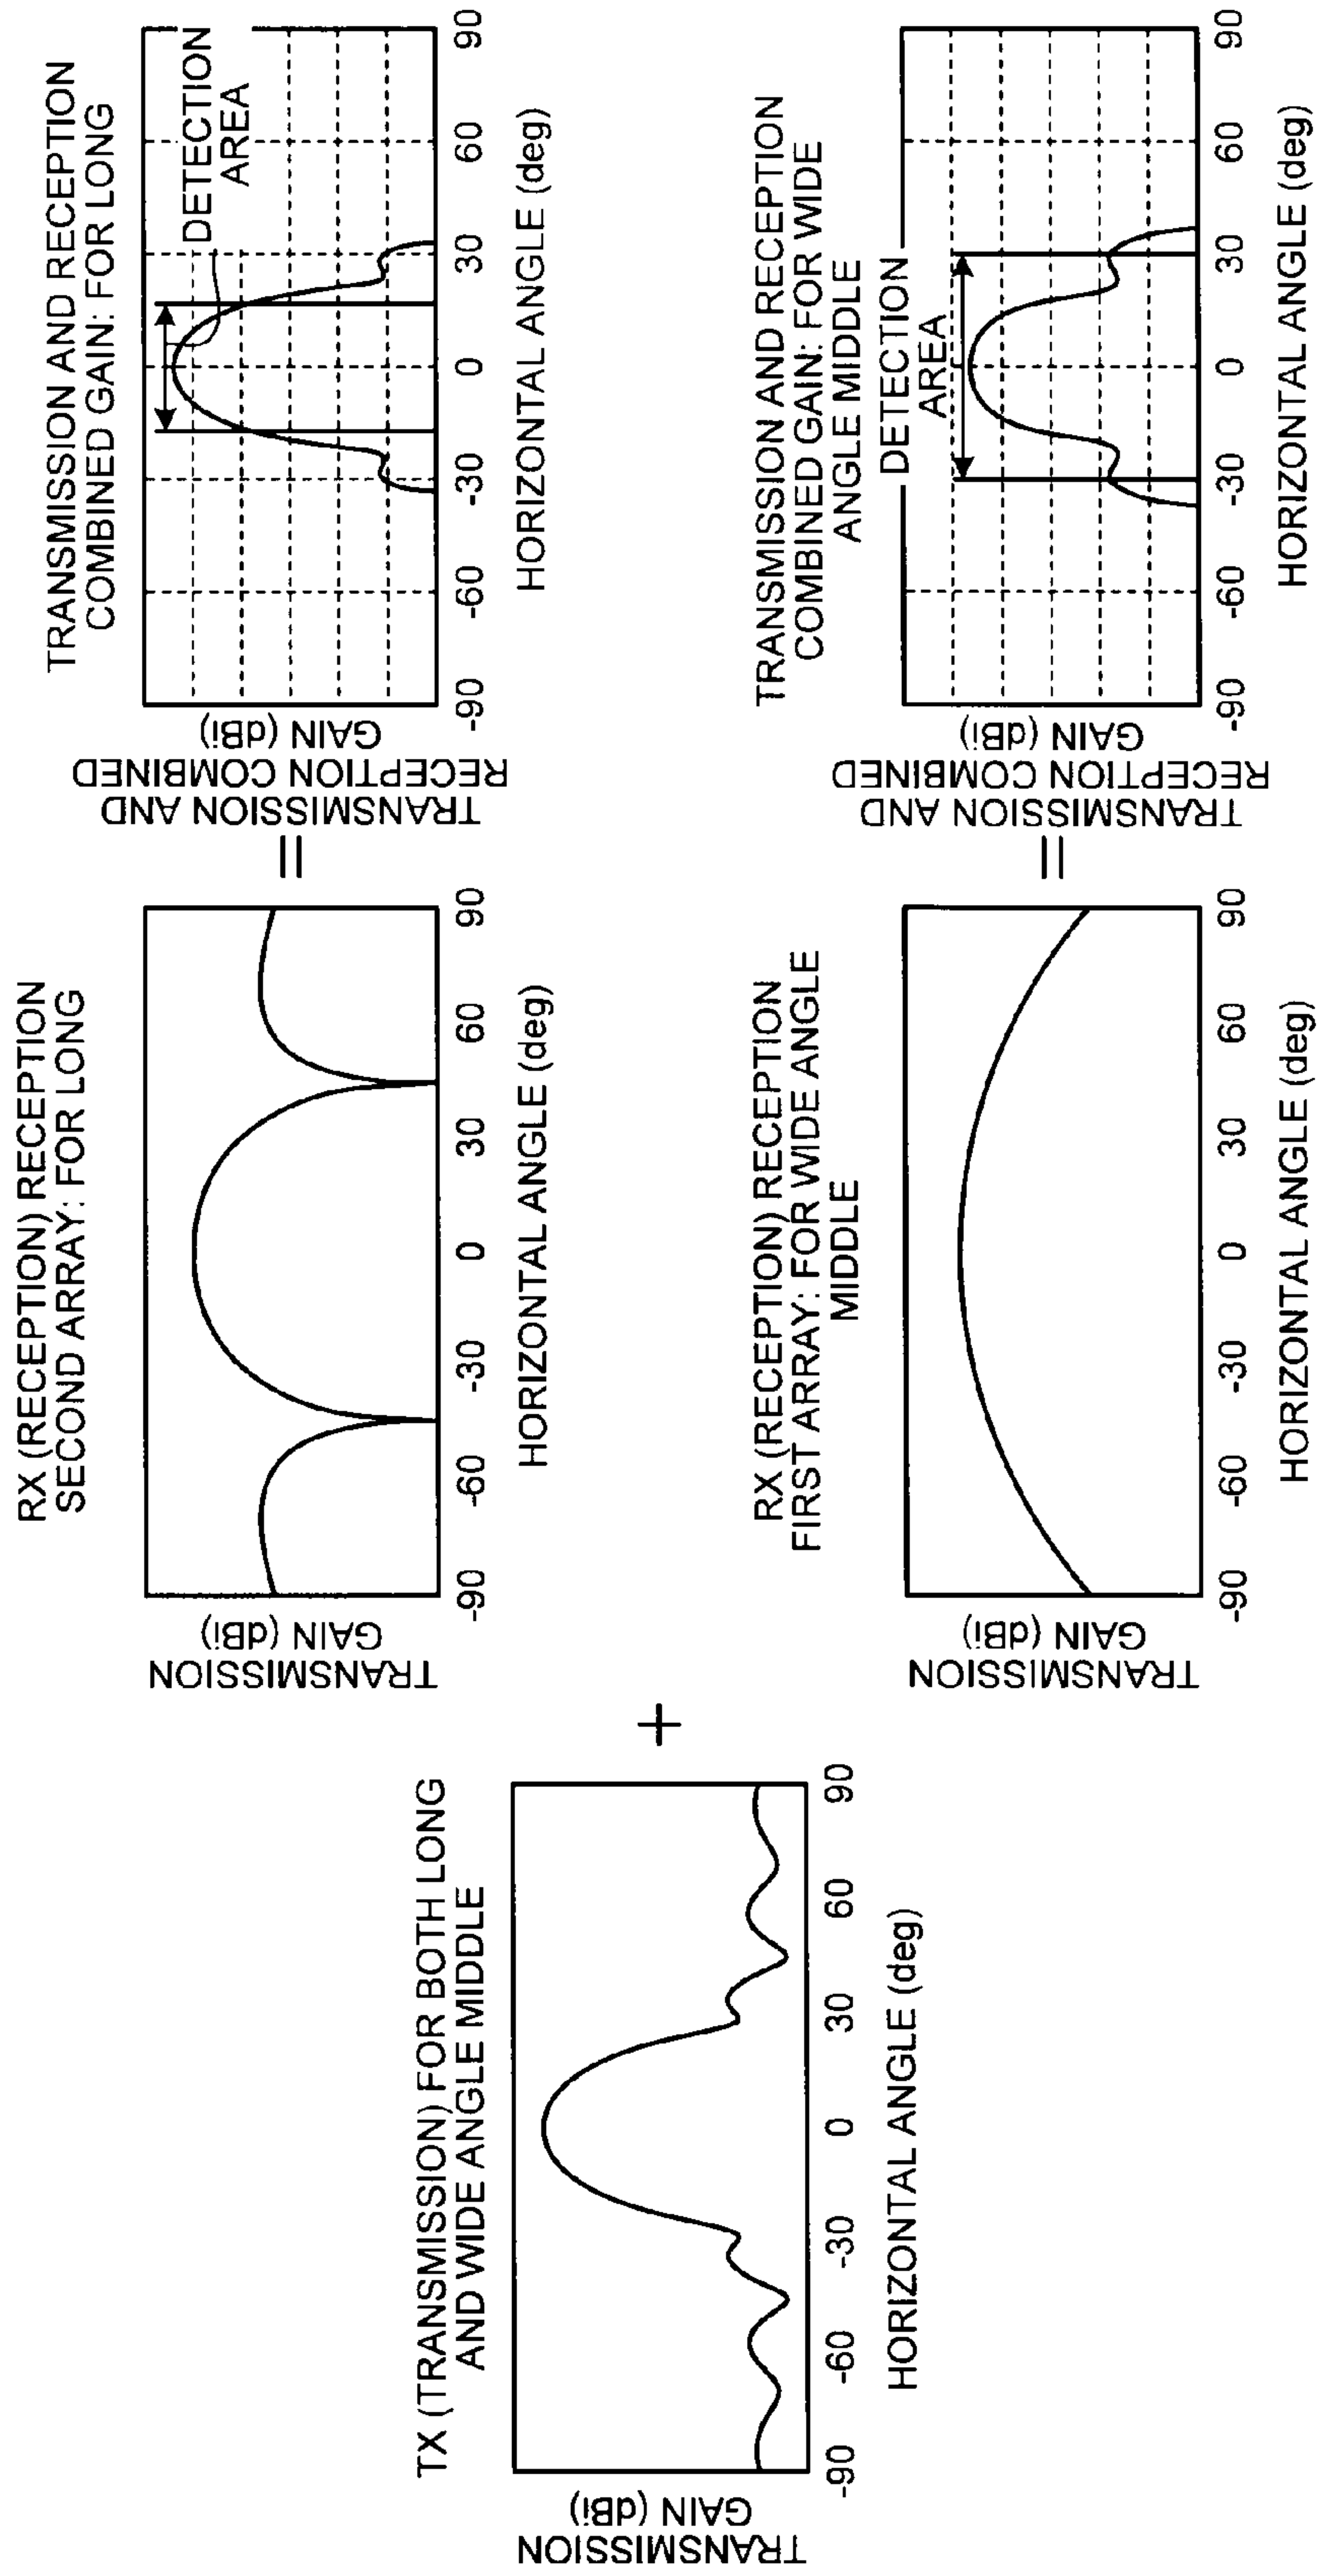 TX (TRANSMISSION) FOR BOTH LONG
AND WIDE ANGLE MIDDLE
TRANSMISSION
GAIN (dBi)
-90 -60 -30 0 30 60 90
HORIZONTAL ANGLE (deg)
+
RX (RECEPTION) RECEPTION
SECOND ARRAY: FOR LONG
TRANSMISSION
GAIN (dBi)
-90 -60 -30 0 30 60 90
HORIZONTAL ANGLE (deg)
=
TRANSMISSION AND RECEPTION
COMBINED GAIN: FOR LONG
TRANSMISSION AND
RECEPTION COMBINED
GAIN (dBi)
DETECTION
AREA
-90 -60 -30 0 30 60 90
HORIZONTAL ANGLE (deg)
RX (RECEPTION) RECEPTION
FIRST ARRAY: FOR WIDE ANGLE
MIDDLE
TRANSMISSION
GAIN (dBi)
-90 -60 -30 0 30 60 90
HORIZONTAL ANGLE (deg)
=
TRANSMISSION AND RECEPTION
COMBINED GAIN: FOR WIDE
ANGLE MIDDLE
TRANSMISSION AND
RECEPTION COMBINED
GAIN (dBi)
DETECTION
AREA
-90 -60 -30 0 30 60 90
HORIZONTAL ANGLE (deg)